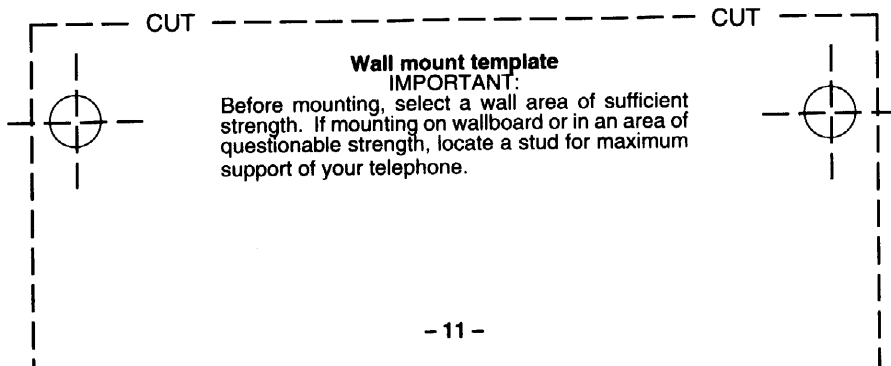 CUT CUT
Wall mount template
IMPORTANT:
Before mounting, select a wall area of sufficient
strength. If mounting on wallboard or in an area of
questionable strength, locate a stud for maximum
support of your telephone.
– 11 –